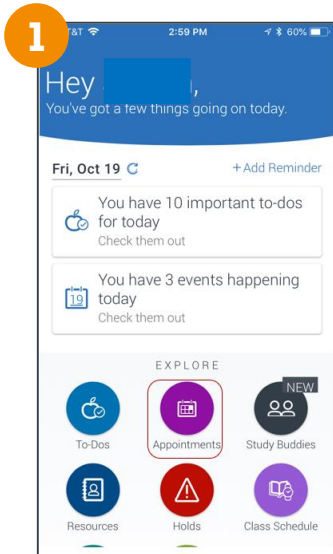 1
T&T 2:59 PM 60%
Hey ,
You've got a few things going on today.
Fri, Oct 19 + Add Reminder
You have 10 important to-dos
for today
Check them out
You have 3 events happening
19 today
Check them out
EXPLORE
NEW
To-Dos Appointments Study Buddies
Resources Holds Class Schedule